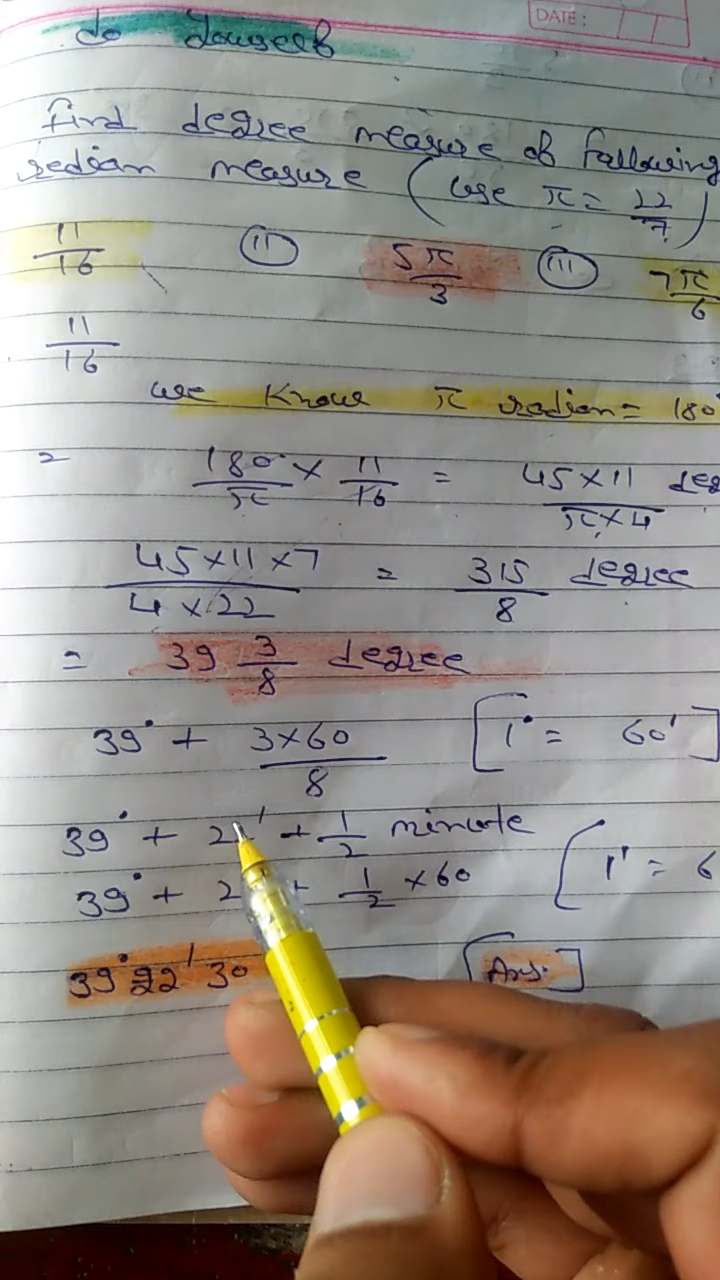 DATE:
do Yourself
find degree measure of following
redian measure (use π = 22/7)
11/16 (ii) 5π/3 (iii) 7π/6
11/16
we know π redian = 180°
= 180°/π × 11/16 = 45×11/π×4 deg
45×11×7/4×22 = 315/8 degree
= 39 3/8 degree
39° + 3×60/8 [1° = 60']
39° + 2 ' + 1/2 minute
39° + 2 + 1/2 ×60 [1' = 6
39° 22' 30 [Ans.]